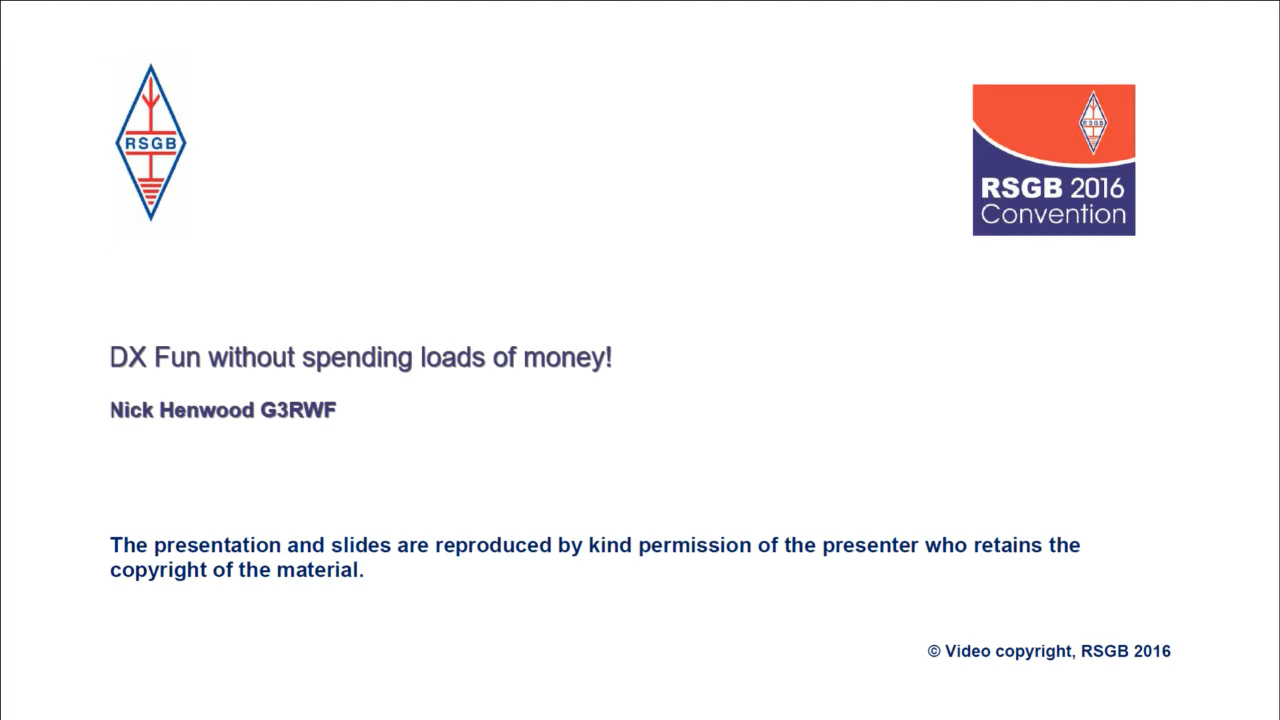 RSGB
RSGB
RSGB 2016
Convention
DX Fun without spending loads of money!
Nick Henwood G3RWF
The presentation and slides are reproduced by kind permission of the presenter who retains the
copyright of the material.
© Video copyright, RSGB 2016